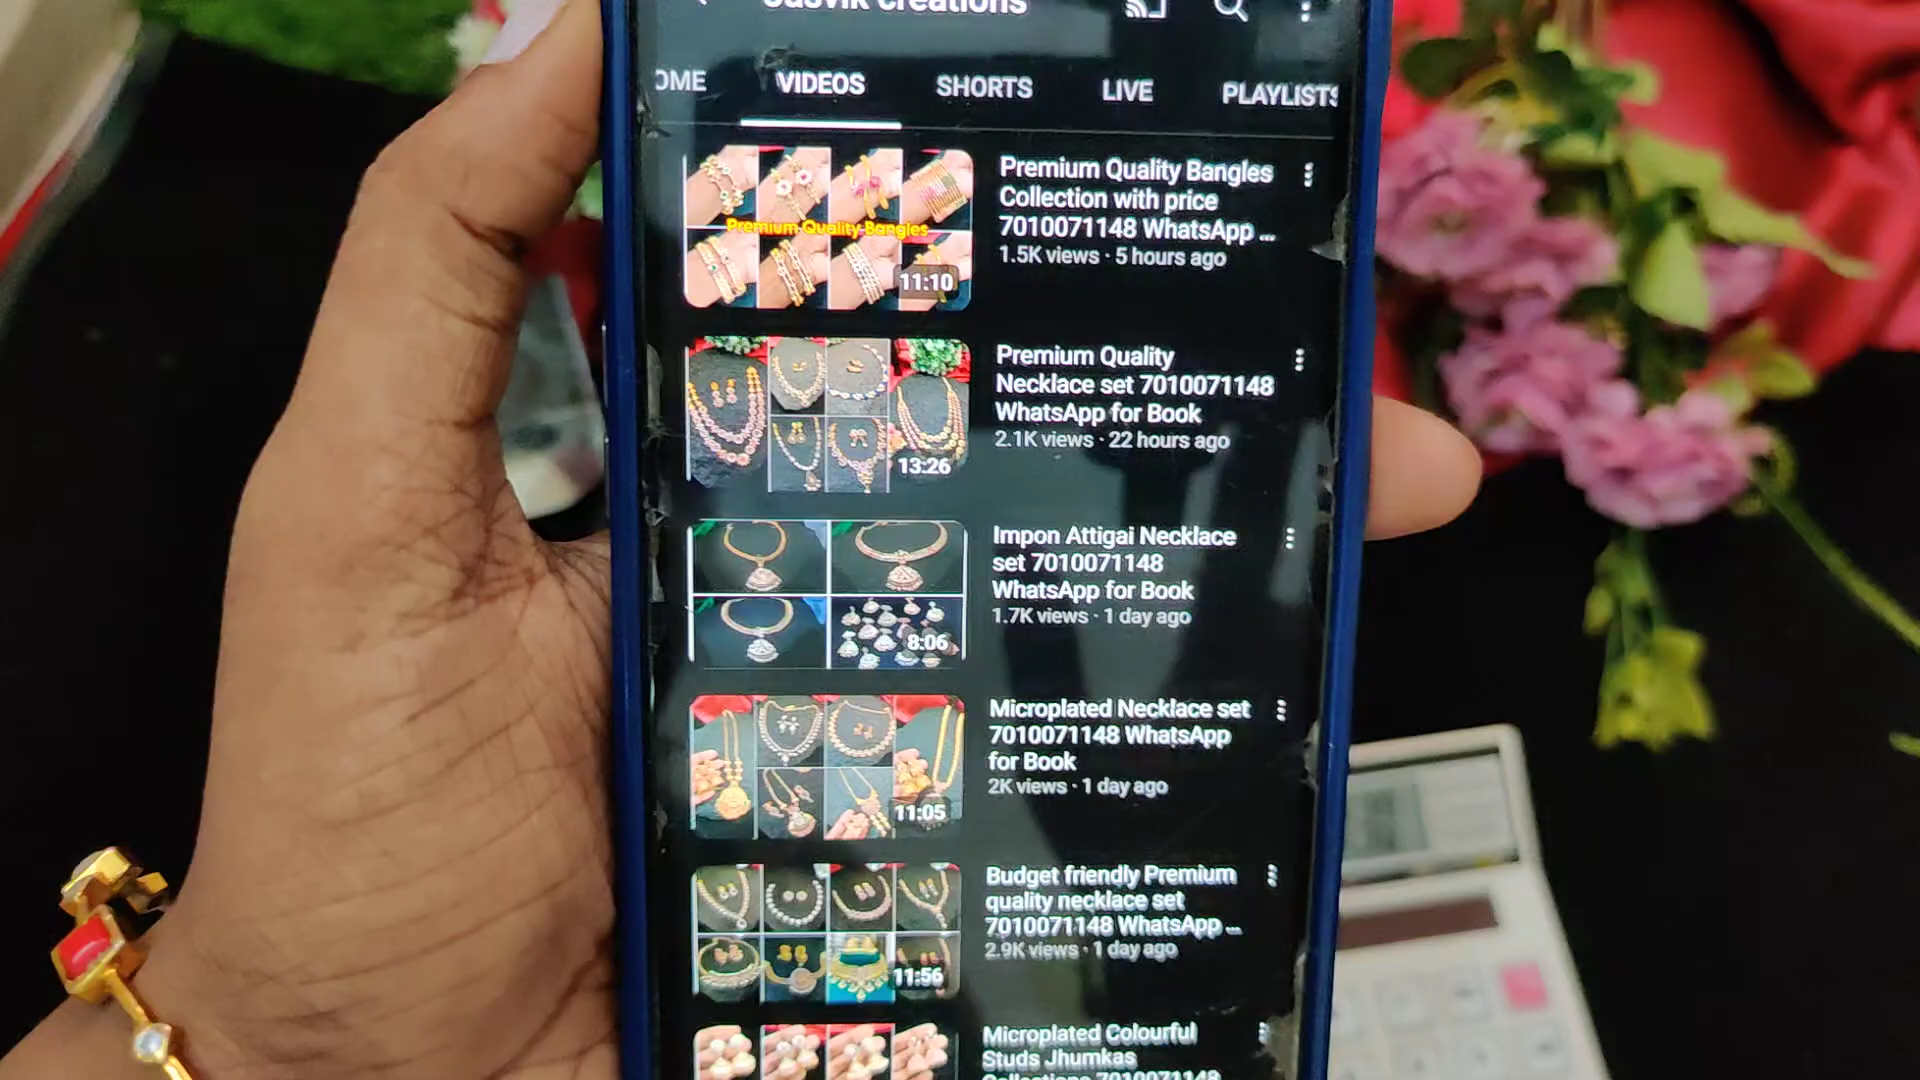 creations
OME VIDEOS SHORTS LIVE PLAYLISTS
Premium Quality Bangles
11:10
Premium Quality Bangles
Collection with price
7010071148 WhatsApp ...
1.5K views · 5 hours ago
13:26
Premium Quality
Necklace set 7010071148
WhatsApp for Book
2.1K views · 22 hours ago
8:06
Impon Attigai Necklace
set 7010071148
WhatsApp for Book
1.7K views · 1 day ago
11:05
Microplated Necklace set
7010071148 WhatsApp
for Book
2K views · 1 day ago
11:56
Budget friendly Premium
quality necklace set
7010071148 WhatsApp ...
2.9K views · 1 day ago
Microplated Colourful
Studs Jhumkas
Collections 7010071148